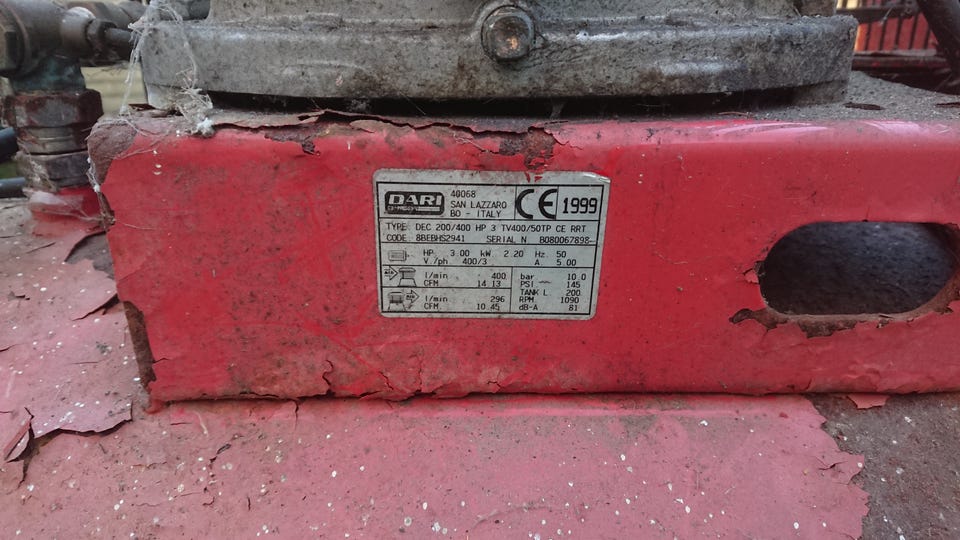 DARI
40068
SAN LAZZARO
BO - ITALY
CE 1999
TYPE: DEC 200/400 HP 3 TV400/50TP CE RRT
CODE: 8BEBHS2941 SERIAL N B080067898-
HP 3.00 kW 2.20 Hz. 50
V./ph 400/3 A. 5.00
l/min 400
CFM 14.13
bar 10.0
PSI 145
TANK L. 200
l/min 296
CFM. 10.45
RPM 1090
dB-A 81